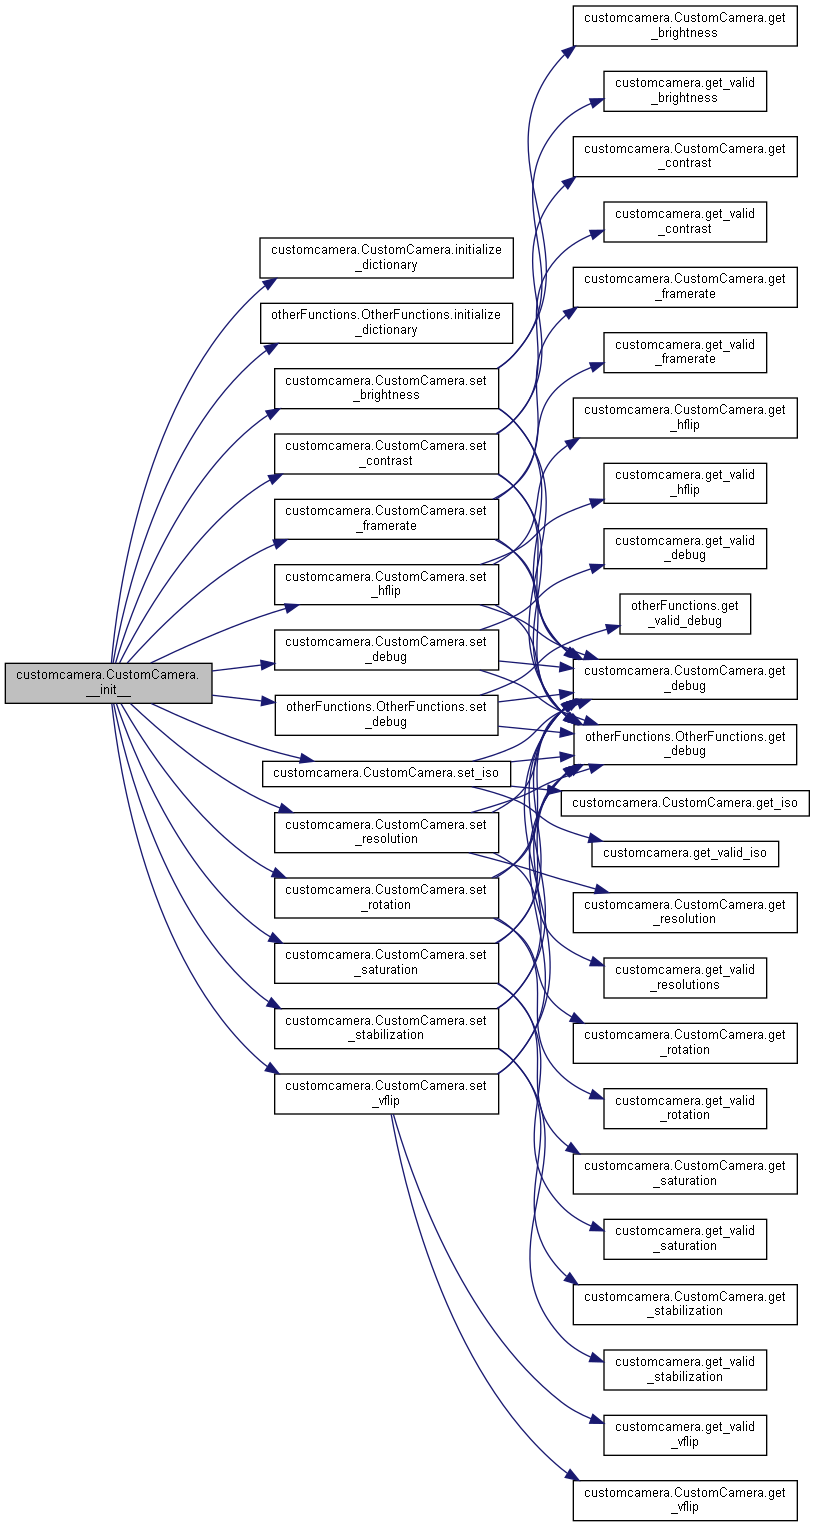 customcamera.CustomCamera.
__init__
customcamera.CustomCamera.initialize
_dictionary
otherFunctions.OtherFunctions.initialize
_dictionary
customcamera.CustomCamera.set
_brightness
customcamera.CustomCamera.set
_contrast
customcamera.CustomCamera.set
_framerate
customcamera.CustomCamera.set
_hflip
customcamera.CustomCamera.set
_debug
otherFunctions.OtherFunctions.set
_debug
customcamera.CustomCamera.set_iso
customcamera.CustomCamera.set
_resolution
customcamera.CustomCamera.set
_rotation
customcamera.CustomCamera.set
_saturation
customcamera.CustomCamera.set
_stabilization
customcamera.CustomCamera.set
_vflip
customcamera.CustomCamera.get
_brightness
customcamera.get_valid
_brightness
customcamera.CustomCamera.get
_contrast
customcamera.get_valid
_contrast
customcamera.CustomCamera.get
_framerate
customcamera.get_valid
_framerate
customcamera.CustomCamera.get
_hflip
customcamera.get_valid
_hflip
customcamera.get_valid
_debug
otherFunctions.get
_valid_debug
customcamera.CustomCamera.get
_debug
otherFunctions.OtherFunctions.get
_debug
customcamera.CustomCamera.get_iso
customcamera.get_valid_iso
customcamera.CustomCamera.get
_resolution
customcamera.get_valid
_resolutions
customcamera.CustomCamera.get
_rotation
customcamera.get_valid
_rotation
customcamera.CustomCamera.get
_saturation
customcamera.get_valid
_saturation
customcamera.CustomCamera.get
_stabilization
customcamera.get_valid
_stabilization
customcamera.get_valid
_vflip
customcamera.CustomCamera.get
_vflip